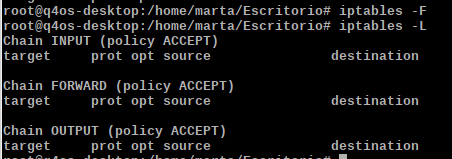 root@q4os-desktop:/home/marta/Escritorio# iptables -F
root@q4os-desktop:/home/marta/Escritorio# iptables -L
Chain INPUT (policy ACCEPT)
target     prot opt source               destination

Chain FORWARD (policy ACCEPT)
target     prot opt source               destination

Chain OUTPUT (policy ACCEPT)
target     prot opt source               destination
root@q4os-desktop:/home/marta/Escritorio#